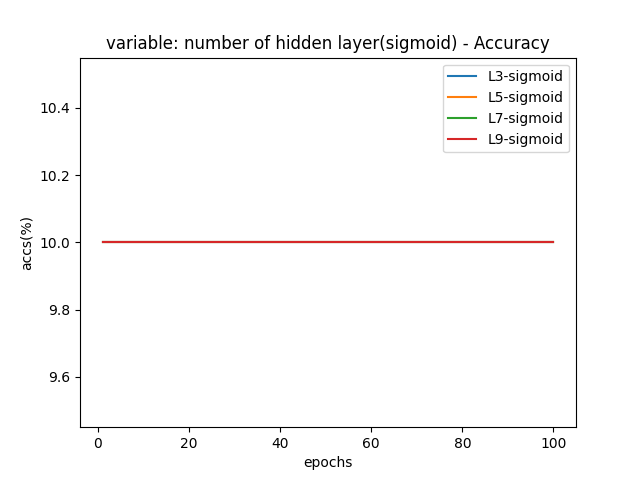 variable: number of hidden layer(sigmoid) - Accuracy
L3-sigmoid
L5-sigmoid
L7-sigmoid
L9-sigmoid
10.4
10.2
10.0
9.8
9.6
accs(%)
0 20 40 60 80 100
epochs